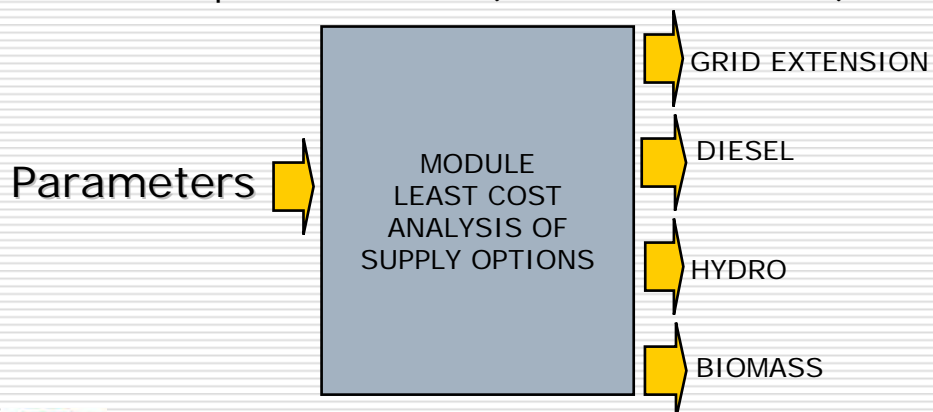 Parameters
MODULE
LEAST COST
ANALYSIS OF
SUPPLY OPTIONS
GRID EXTENSION
DIESEL
HYDRO
BIOMASS